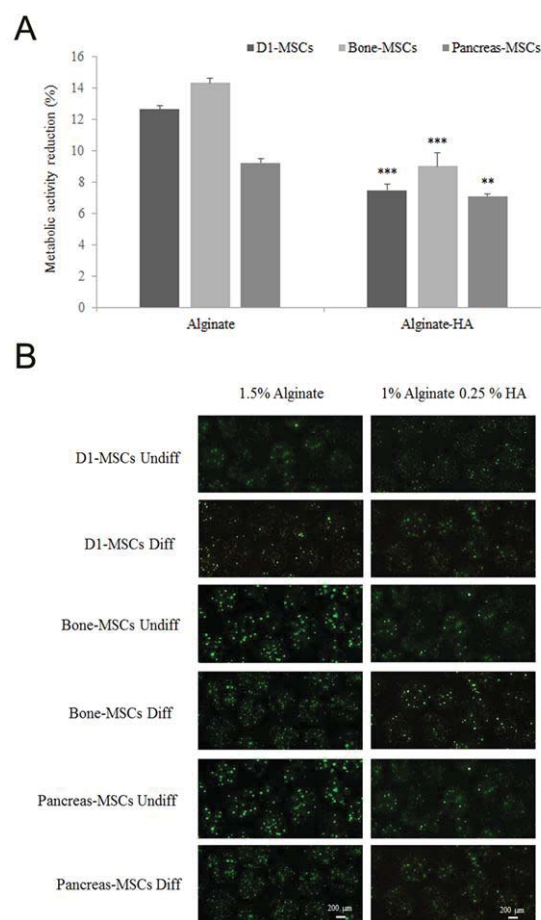 A
D1-MSCs Bone-MSCs Pancreas-MSCs
Metabolic activity reduction (%)
16
14
12
10
8
6
4
2
0
*** *** **
Alginate Alginate-HA
B
1.5% Alginate 1% Alginate 0.25 % HA
D1-MSCs Undiff
D1-MSCs Diff
Bone-MSCs Undiff
Bone-MSCs Diff
Pancreas-MSCs Undiff
Pancreas-MSCs Diff
200 µm 200 µm